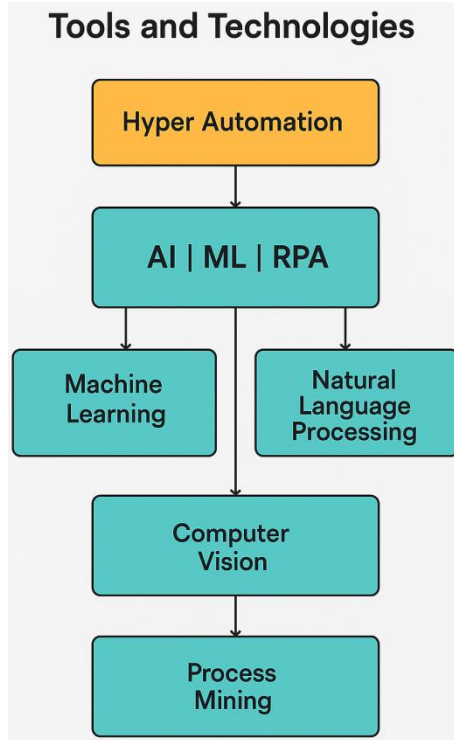 Tools and Technologies
Hyper Automation
AI | ML | RPA
Machine
Learning
Natural
Language
Processing
Computer
Vision
Process
Mining